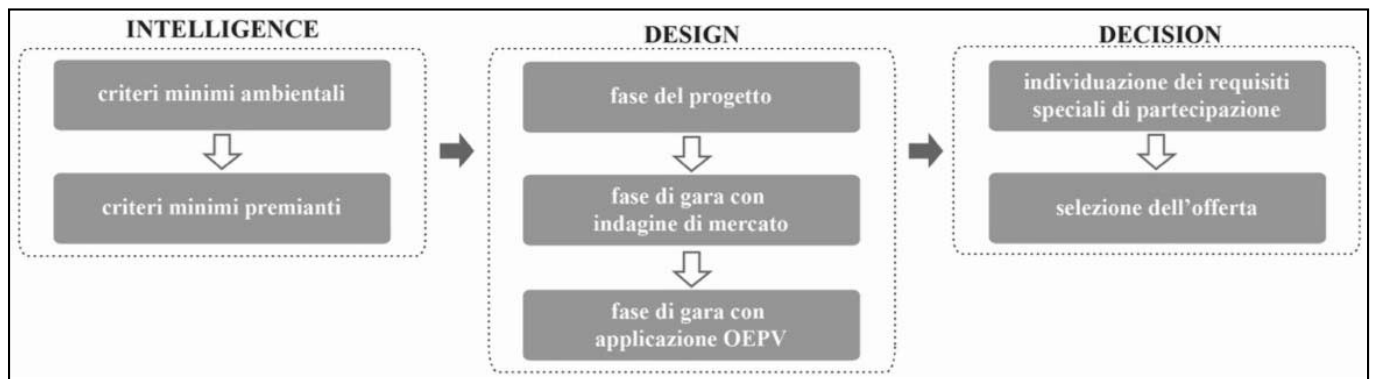 INTELLIGENCE
criteri minimi ambientali
criteri minimi premianti
DESIGN
fase del progetto
fase di gara con
indagine di mercato
fase di gara con
applicazione OEPV
DECISION
individuazione dei requisiti
speciali di partecipazione
selezione dell’offerta